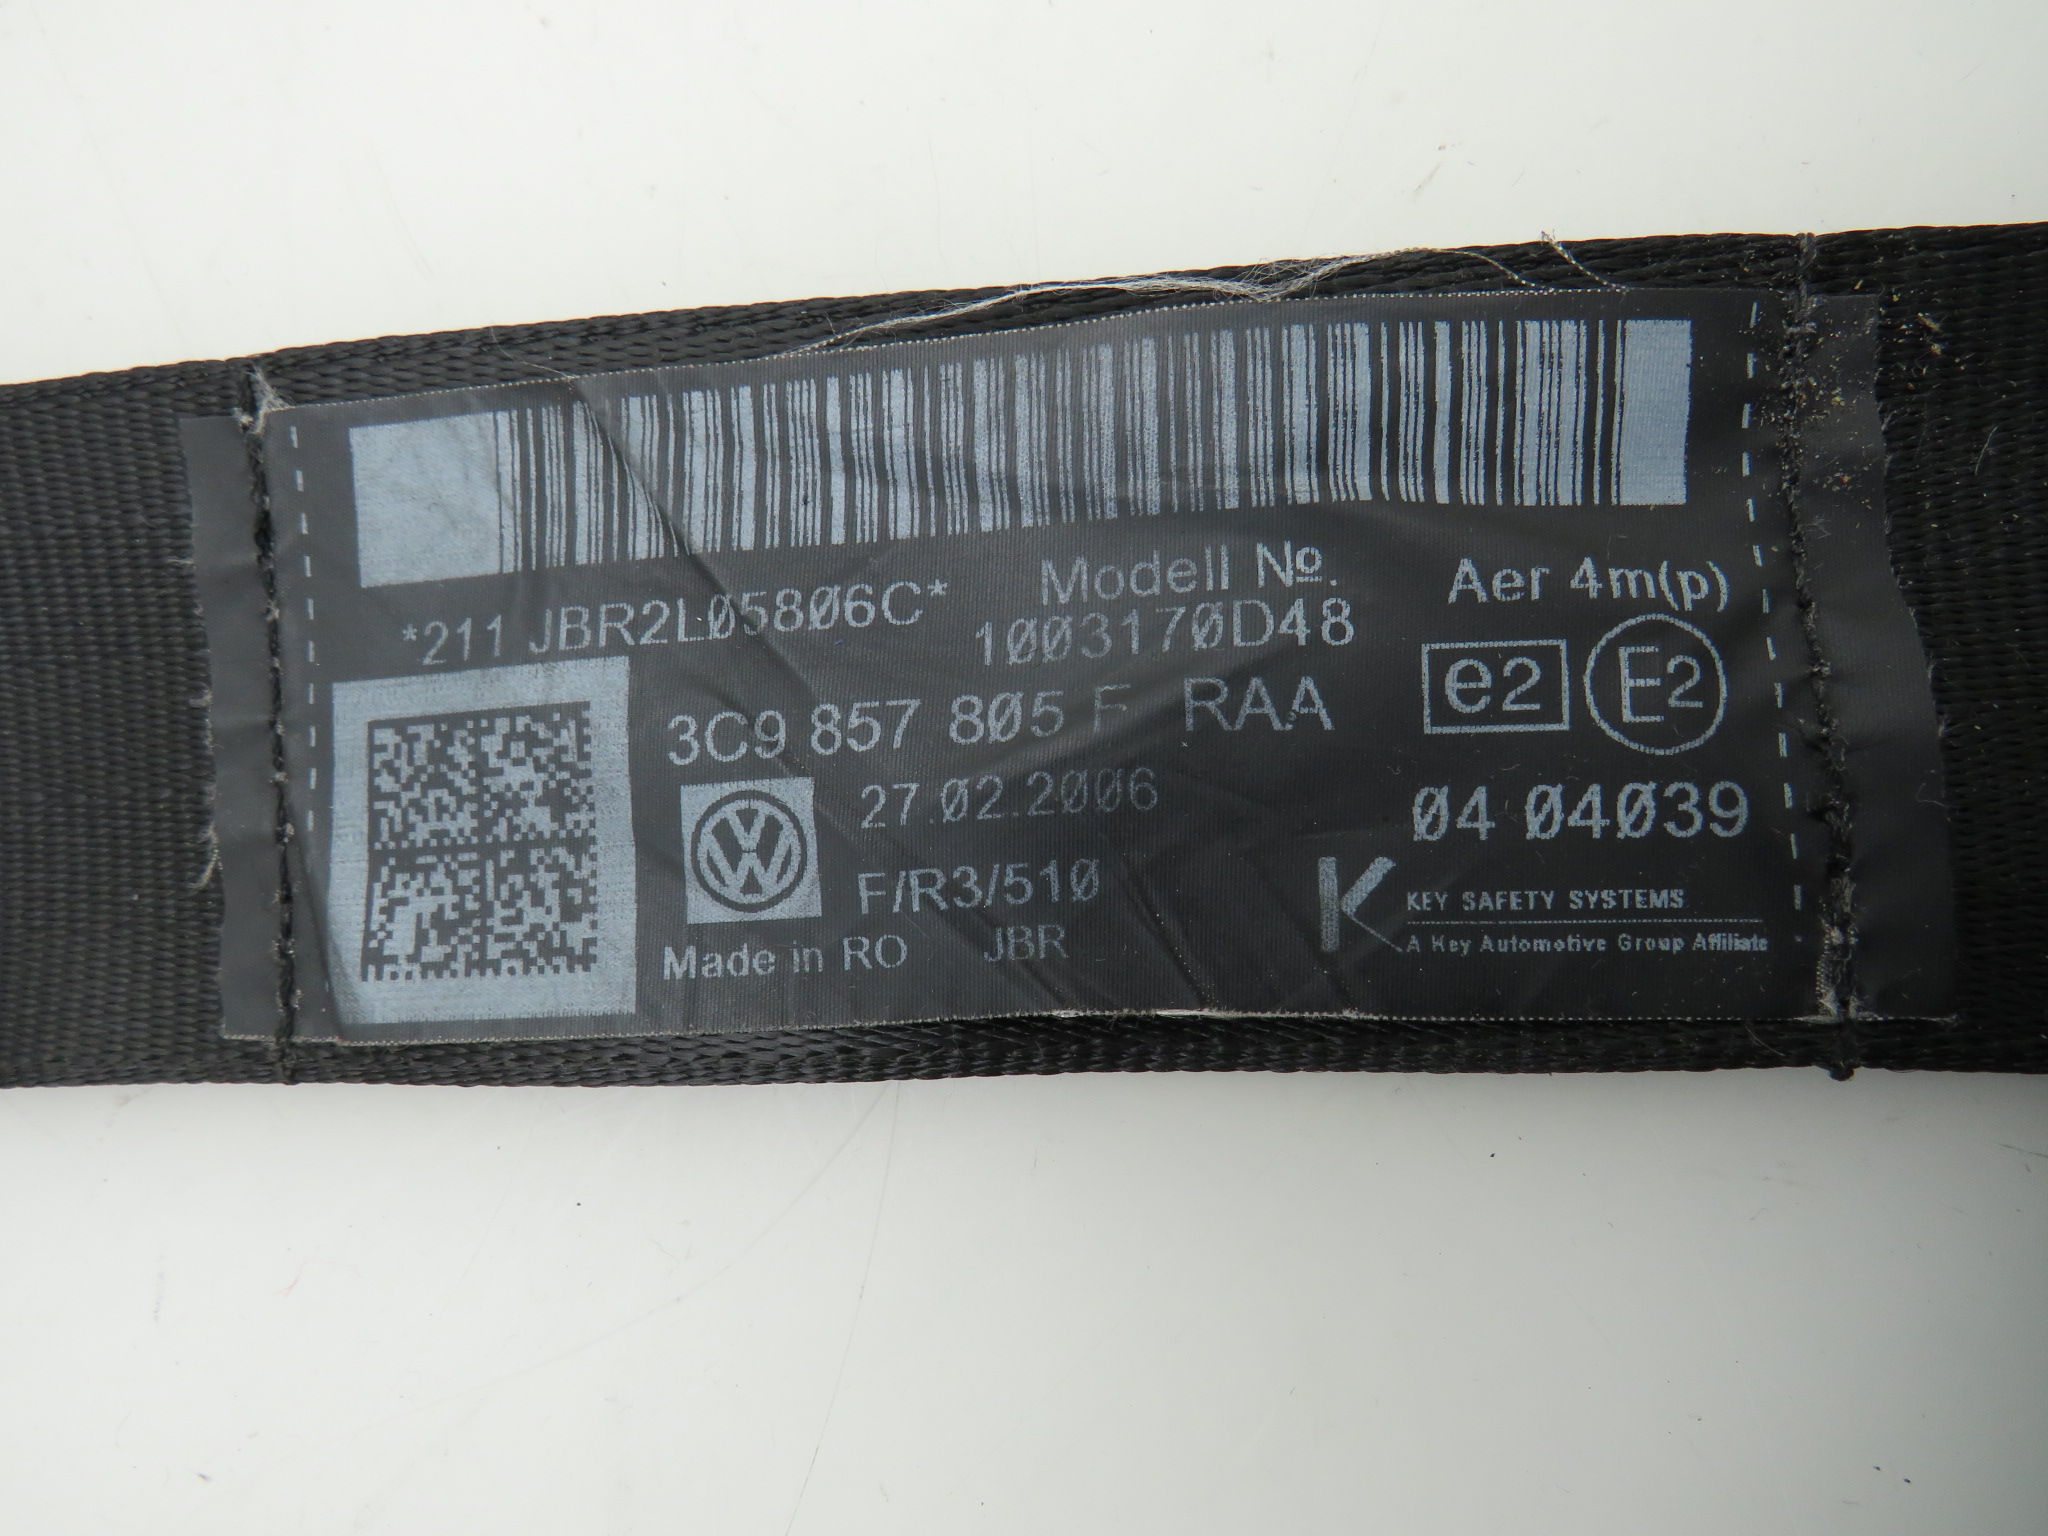 *211 JBR2L05806C*
Modell No.
1003170D48
Aer 4m(p)
3C9 857 805 F RAA
e2 E2
27.02.2006
04 04039
F/R3/510
Made in RO JBR
KEY SAFETY SYSTEMS
A Key Automotive Group Affiliate